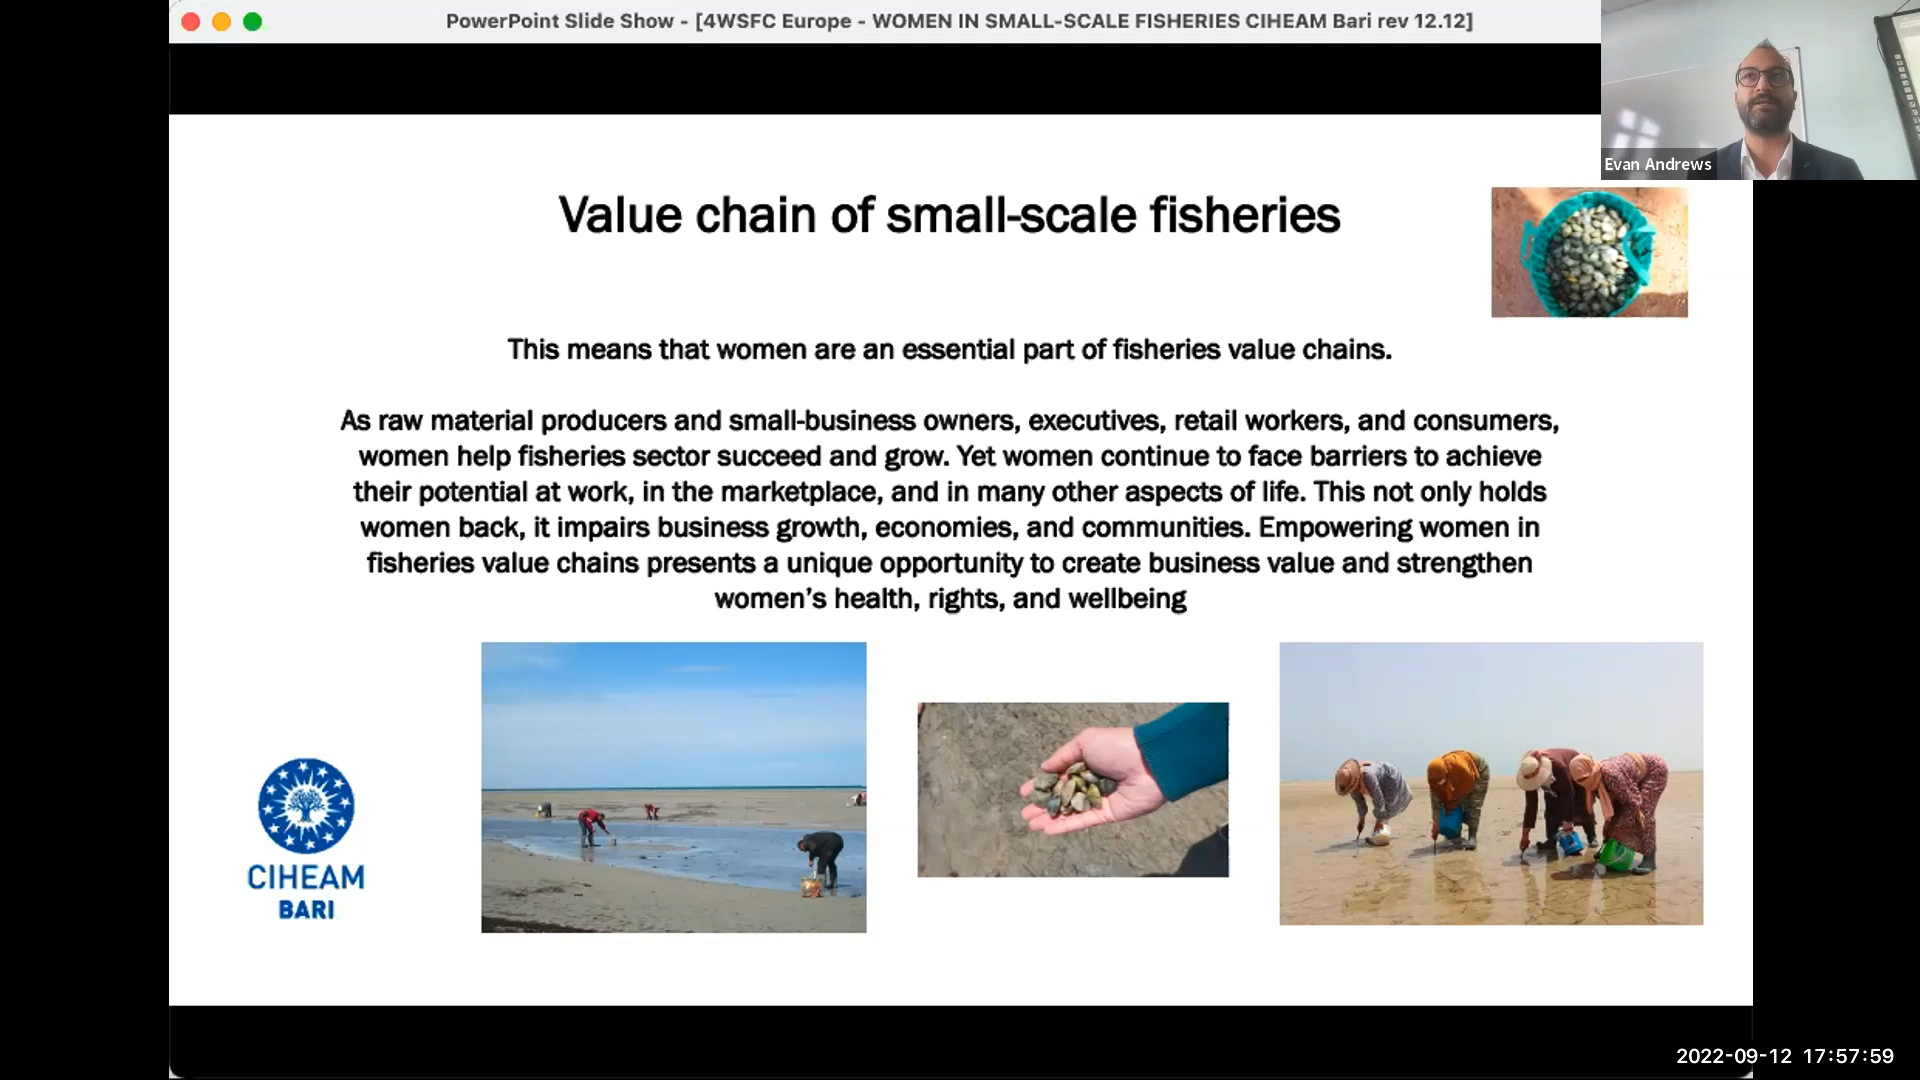 PowerPoint Slide Show - [4WSFC Europe - WOMEN IN SMALL-SCALE FISHERIES CIHEAM Bari rev 12.12]
Evan Andrews
Value chain of small-scale fisheries
This means that women are an essential part of fisheries value chains.
As raw material producers and small-business owners, executives, retail workers, and consumers,
women help fisheries sector succeed and grow. Yet women continue to face barriers to achieve
their potential at work, in the marketplace, and in many other aspects of life. This not only holds
women back, it impairs business growth, economies, and communities. Empowering women in
fisheries value chains presents a unique opportunity to create business value and strengthen
women's health, rights, and wellbeing
CIHEAM
BARI
2022-09-12 17:57:59